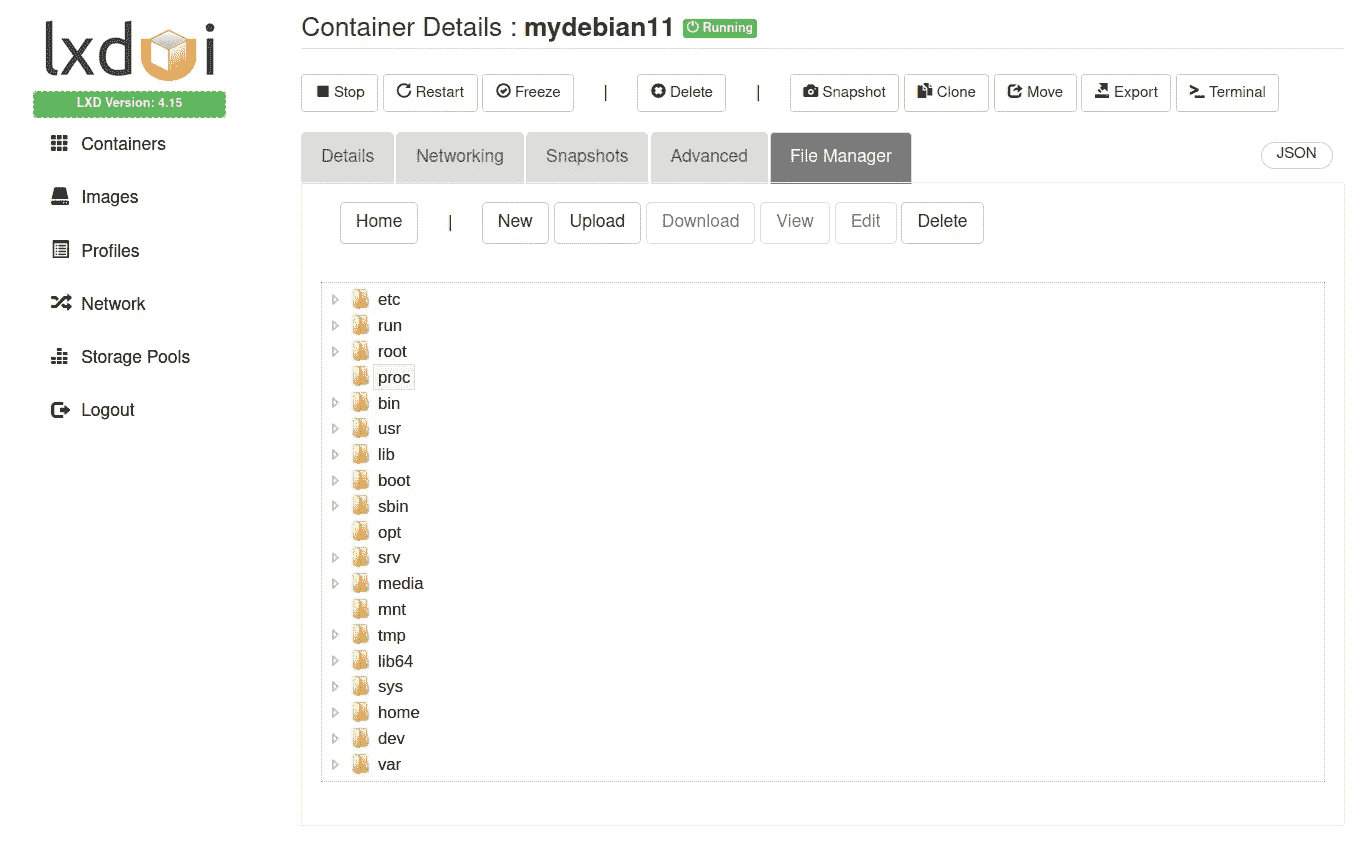 lxdui
LXD Version: 4.15
Containers
Images
Profiles
Network
Storage Pools
Logout
Container Details : mydebian11 Running
Stop Restart Freeze | Delete | Snapshot Clone Move Export Terminal
Details Networking Snapshots Advanced File Manager JSON
Home | New Upload Download View Edit Delete
etc
run
root
proc
bin
usr
lib
boot
sbin
opt
srv
media
mnt
tmp
lib64
sys
home
dev
var